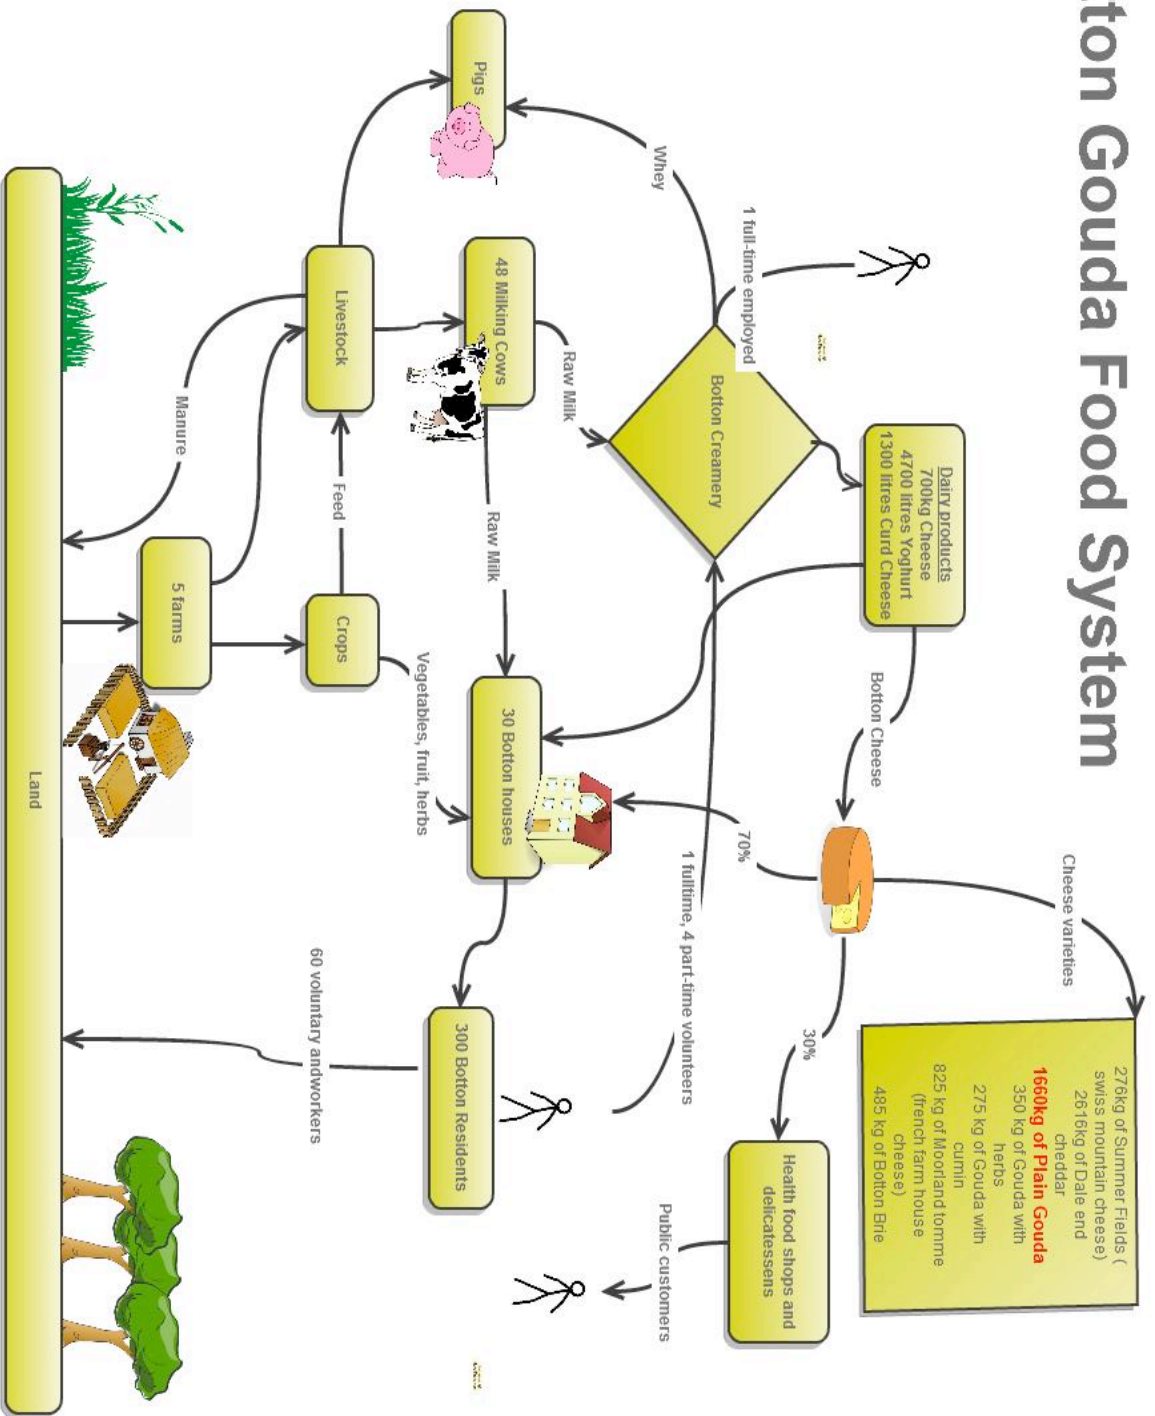 ton Gouda Food System
Cheese varieties
276kg of Summer Fields (
swiss mountain cheese)
2616kg of Dale end
cheddar
1660kg of Plain Gouda
350 kg of Gouda with
herbs
275 kg of Gouda with
cumin
825 kg of Moorland tomme
(french farm house
cheese)
485 kg of Botton Brie
Dairy products
700kg Cheese
4700 litres Yoghurt
1300 litres Curd Cheese
Botton Cheese
30%
Health food shops and
delicatessens
1 full-time employed
Botton Creamery
70%
1 fulltime, 4 part-time volunteers
Public customers
Whey
Raw Milk
Pigs
48 Milking Cows
Raw Milk
30 Botton houses
300 Botton Residents
Vegetables, fruit, herbs
Livestock
Feed
Crops
60 voluntary andworkers
Manure
5 farms
Land